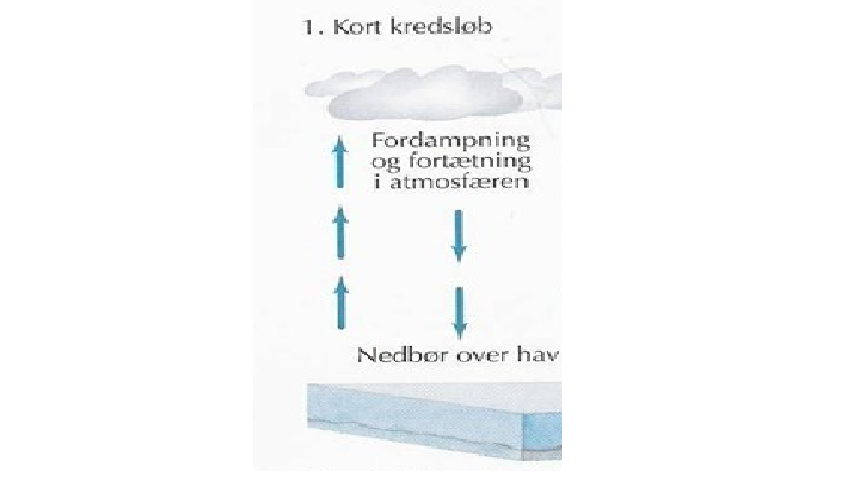 1. Kort kredsløb
Fordampning
og fortætning
i atmosfæren
Nedbør over hav